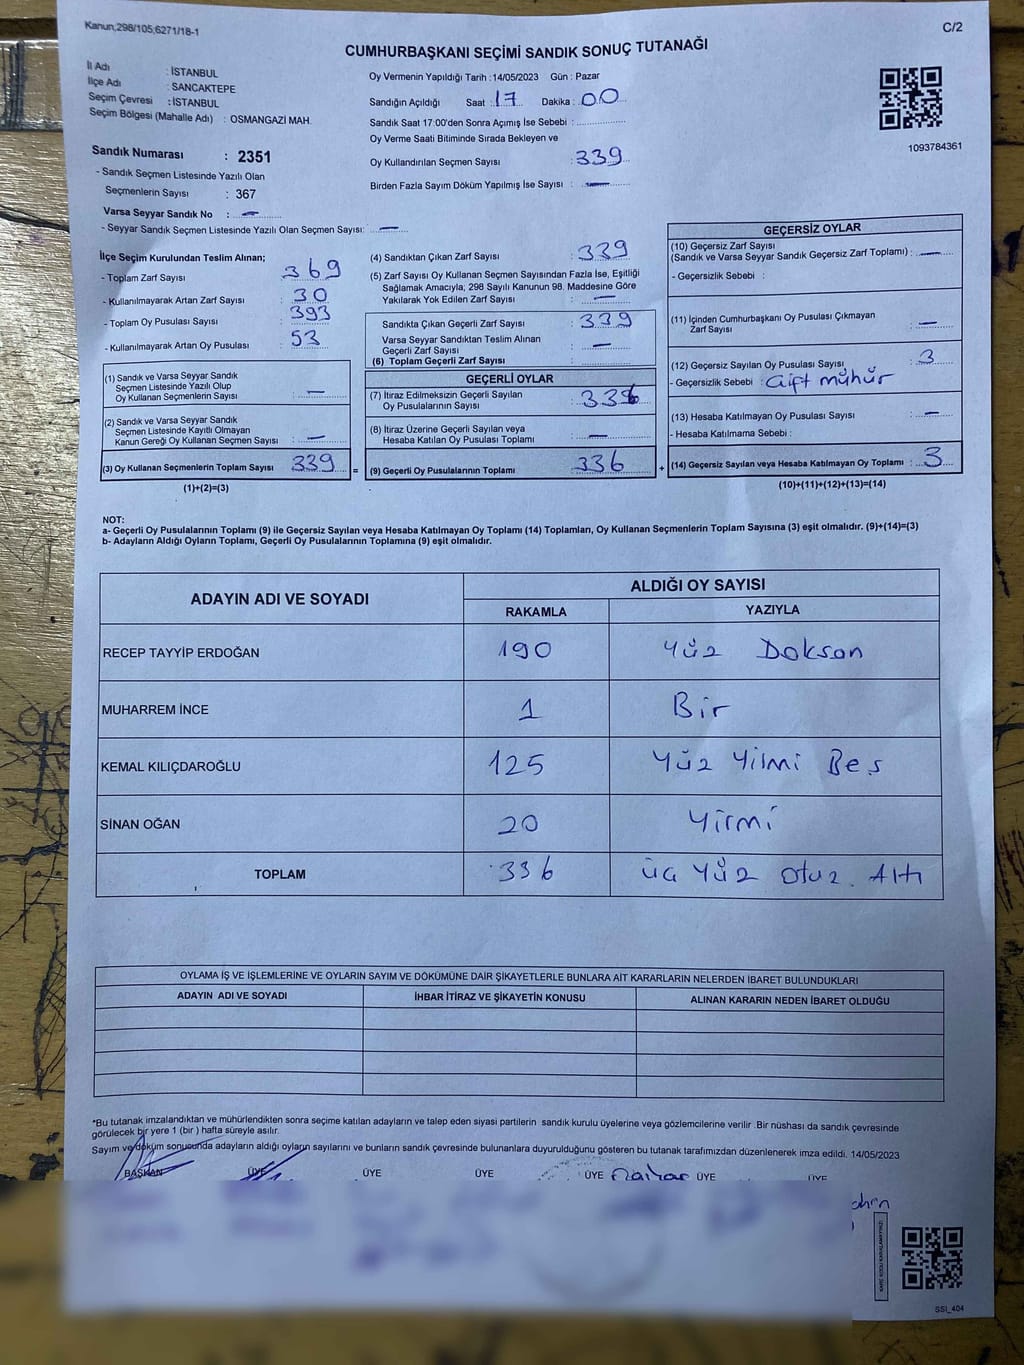 Kanun;298/105;6271/18-1
C/2
CUMHURBAŞKANI SEÇİMİ SANDIK SONUÇ TUTANAĞI
İl Adı : İSTANBUL
İlçe Adı : SANCAKTEPE
Seçim Çevresi : İSTANBUL
Seçim Bölgesi (Mahalle Adı) : OSMANGAZİ MAH.
Sandık Numarası : 2351
- Sandık Seçmen Listesinde Yazılı Olan
Seçmenlerin Sayısı : 367
Varsa Seyyar Sandık No : —
- Seyyar Sandık Seçmen Listesinde Yazılı Olan Seçmen Sayısı: —
Oy Vermenin Yapıldığı Tarih :14/05/2023 Gün : Pazar
Sandığın Açıldığı Saat : 17 Dakika : 00
Sandık Saat 17:00'den Sonra Açımış İse Sebebi :
Oy Verme Saati Bitiminde Sırada Bekleyen ve
Oy Kullandırılan Seçmen Sayısı : 339
Birden Fazla Sayım Döküm Yapılmış İse Sayısı : —
1093784361
İlçe Seçim Kurulundan Teslim Alınan;
- Toplam Zarf Sayısı 369
- Kullanılmayarak Artan Zarf Sayısı 30
- Toplam Oy Pusulası Sayısı 393
- Kullanılmayarak Artan Oy Pusulası 53
(1) Sandık ve Varsa Seyyar Sandık
Seçmen Listesinde Yazılı Olup
Oy Kullanan Seçmenlerin Sayısı : —
(2) Sandık ve Varsa Seyyar Sandık
Seçmen Listesinde Kayıtlı Olmayan
Kanun Gereği Oy Kullanan Seçmen Sayısı : —
(3) Oy Kullanan Seçmenlerin Toplam Sayısı 339
(1)+(2)=(3)
=
(4) Sandıktan Çıkan Zarf Sayısı : 339
(5) Zarf Sayısı Oy Kullanan Seçmen Sayısından Fazla İse, Eşitliği
Sağlamak Amacıyla; 298 Sayılı Kanunun 98. Maddesine Göre
Yakılarak Yok Edilen Zarf Sayısı : —
Sandıkta Çıkan Geçerli Zarf Sayısı : 339
Varsa Seyyar Sandıktan Teslim Alınan
Geçerli Zarf Sayısı : —
(6) Toplam Geçerli Zarf Sayısı :
GEÇERLİ OYLAR
(7) İtiraz Edilmeksizin Geçerli Sayılan
Oy Pusulalarının Sayısı : 336
(8) İtiraz Üzerine Geçerli Sayılan veya
Hesaba Katılan Oy Pusulası Toplamı : —
(9) Geçerli Oy Pusulalarının Toplamı : 336
+
GEÇERSİZ OYLAR
(10) Geçersiz Zarf Sayısı
(Sandık ve Varsa Seyyar Sandık Geçersiz Zarf Toplamı) : —
- Geçersizlik Sebebi :
(11) İçinden Cumhurbaşkanı Oy Pusulası Çıkmayan
Zarf Sayısı : —
(12) Geçersiz Sayılan Oy Pusulası Sayısı : 3
- Geçersizlik Sebebi : Çift mühür
(13) Hesaba Katılmayan Oy Pusulası Sayısı : —
- Hesaba Katılmama Sebebi :
(14) Geçersiz Sayılan veya Hesaba Katılmayan Oy Toplamı : 3
(10)+(11)+(12)+(13)=(14)
NOT:
a- Geçerli Oy Pusulalarının Toplamı (9) ile Geçersiz Sayılan veya Hesaba Katılmayan Oy Toplamı (14) Toplamları, Oy Kullanan Seçmenlerin Toplam Sayısına (3) eşit olmalıdır. (9)+(14)=(3)
b- Adayların Aldığı Oyların Toplamı, Geçerli Oy Pusulalarının Toplamına (9) eşit olmalıdır.
ADAYIN ADI VE SOYADI ALDIĞI OY SAYISI
RAKAMLA YAZIYLA
RECEP TAYYİP ERDOĞAN 190 Yüz Doksan
MUHARREM İNCE 1 Bir
KEMAL KILIÇDAROĞLU 125 Yüz Yilmi Beş
SİNAN OĞAN 20 Yirmi
TOPLAM 336 üç Yüz otuz Altı
OYLAMA İŞ VE İŞLEMLERİNE VE OYLARIN SAYIM VE DÖKÜMÜNE DAİR ŞİKAYETLERLE BUNLARA AİT KARARLARIN NELERDEN İBARET BULUNDUKLARI
ADAYIN ADI VE SOYADI İHBAR İTİRAZ VE ŞİKAYETİN KONUSU ALINAN KARARIN NEDEN İBARET OLDUĞU
*Bu tutanak imzalandıktan ve mühürlendikten sonra seçime katılan adayların ve talep eden siyasi partilerin sandık kurulu üyelerine veya gözlemcilerine verilir .Bir nüshası da sandık çevresinde
görülecek bir yere 1 (bir ) hafta süreyle asılır.
Sayım ve döküm sonucunda adayların aldığı oyların sayılarını ve bunların sandık çevresinde bulunanlara duyurulduğunu gösteren bu tutanak tarafımızdan düzenlenerek imza edildi. 14/05/2023
BAŞKAN ÜYE ÜYE ÜYE ÜYE ÜYE ÜYE
SSİ_404